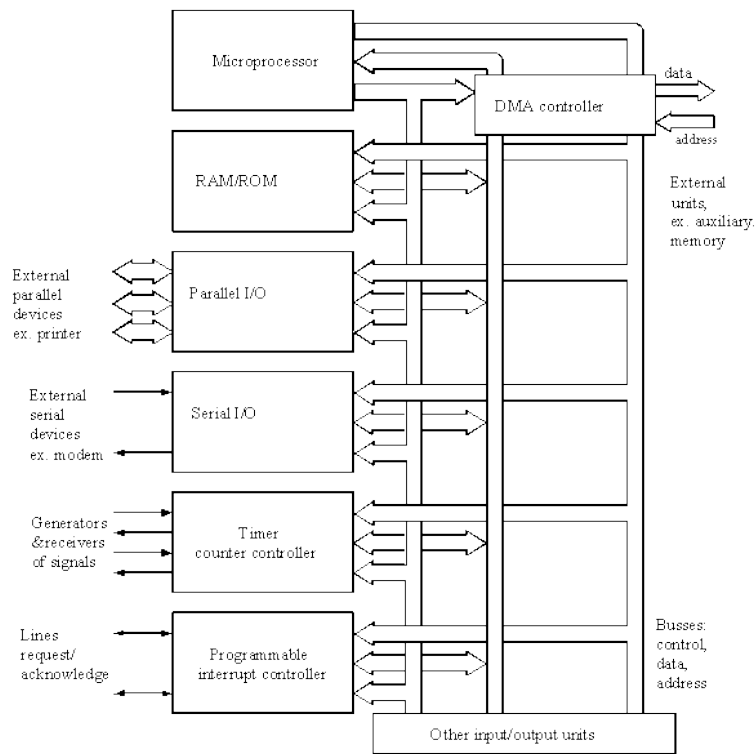 Microprocessor
data
DMA controller
address
RAM/ROM
External
units,
ex. auxiliary.
memory
External
parallel
devices
ex. printer
Parallel I/O
External
serial
devices
ex. modem
Serial I/O
Generators
&receivers
of signals
Timer
counter controller
Lines
request/
acknowledge
Programmable
interrupt controller
Busses:
control,
data,
address
Other input/output units